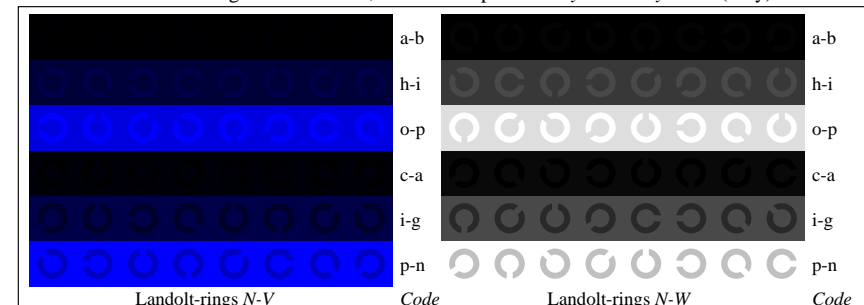 a-b a-b
h-i h-i
o-p o-p
c-a c-a
i-g i-g
p-n p-n
Landolt-rings N-V Code Landolt-rings N-W Code